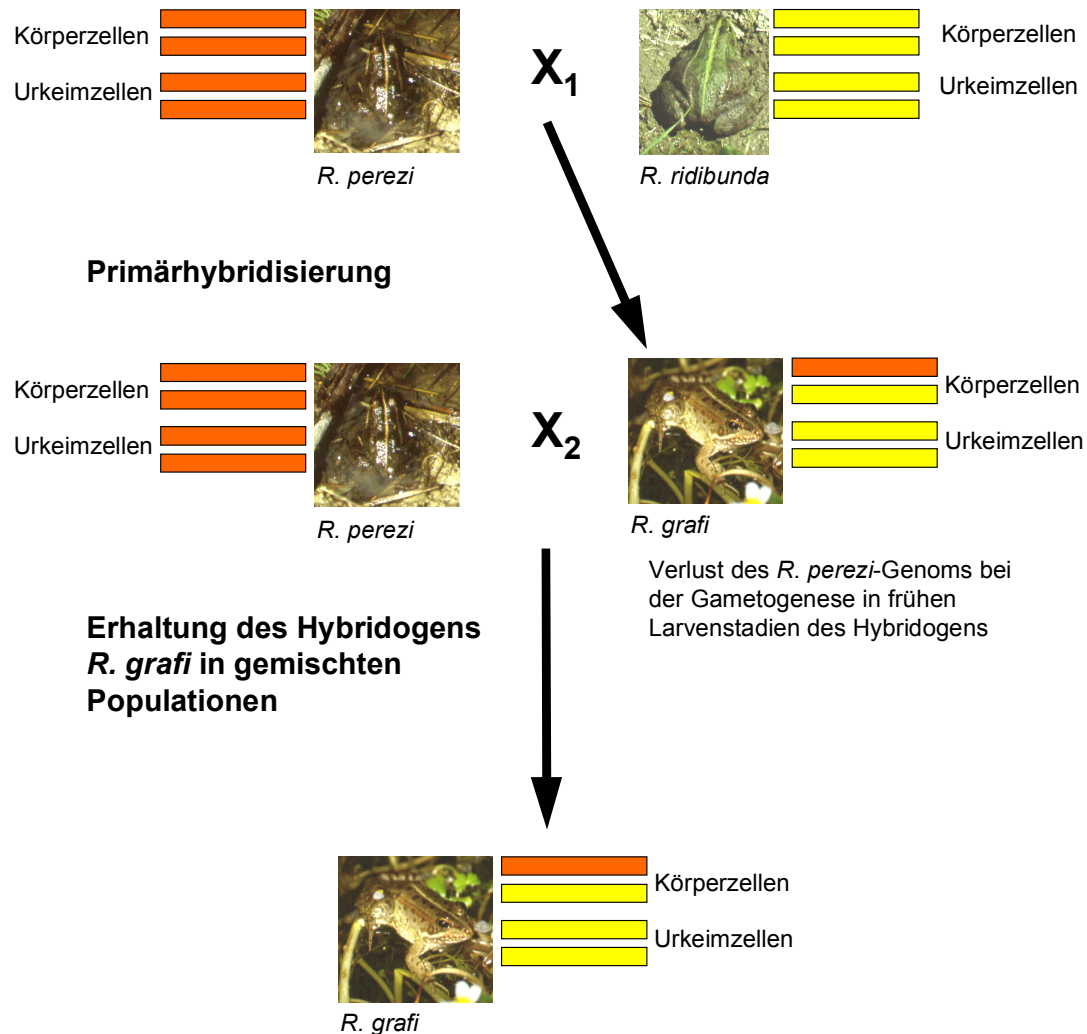 Körperzellen
Urkeimzellen
R. perezi
X1
Körperzellen
Urkeimzellen
R. ridibunda
Primärhybridisierung
Körperzellen
Urkeimzellen
R. perezi
X2
Körperzellen
Urkeimzellen
R. grafi
Verlust des R. perezi-Genoms bei
der Gametogenese in frühen
Larvenstadien des Hybridogens
Erhaltung des Hybridogens
R. grafi in gemischten
Populationen
Körperzellen
Urkeimzellen
R. grafi